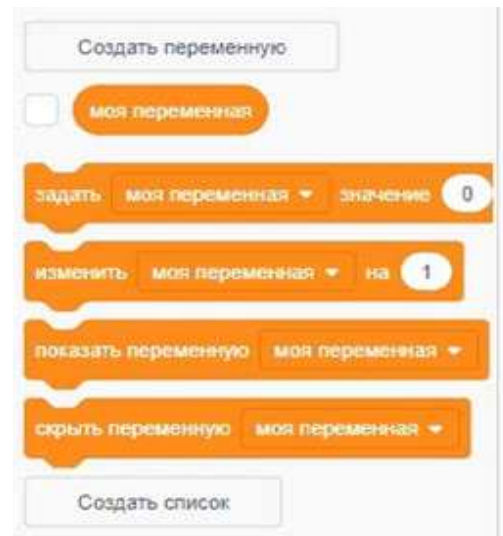 Создать переменную
моя переменная
задать моя переменная значение 0
изменить моя переменная на 1
показать переменную моя переменная
скрыть переменную моя переменная
Создать список